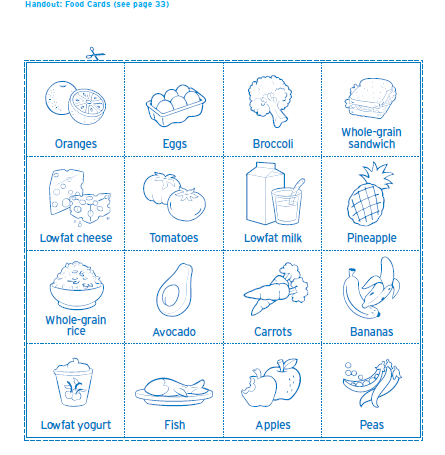 Handout: Food Cards (see page 33)
Oranges
Eggs
Broccoli
Whole-grain
sandwich
Lowfat cheese
Tomatoes
Lowfat milk
Pineapple
Whole-grain
rice
Avocado
Carrots
Bananas
Lowfat yogurt
Fish
Apples
Peas